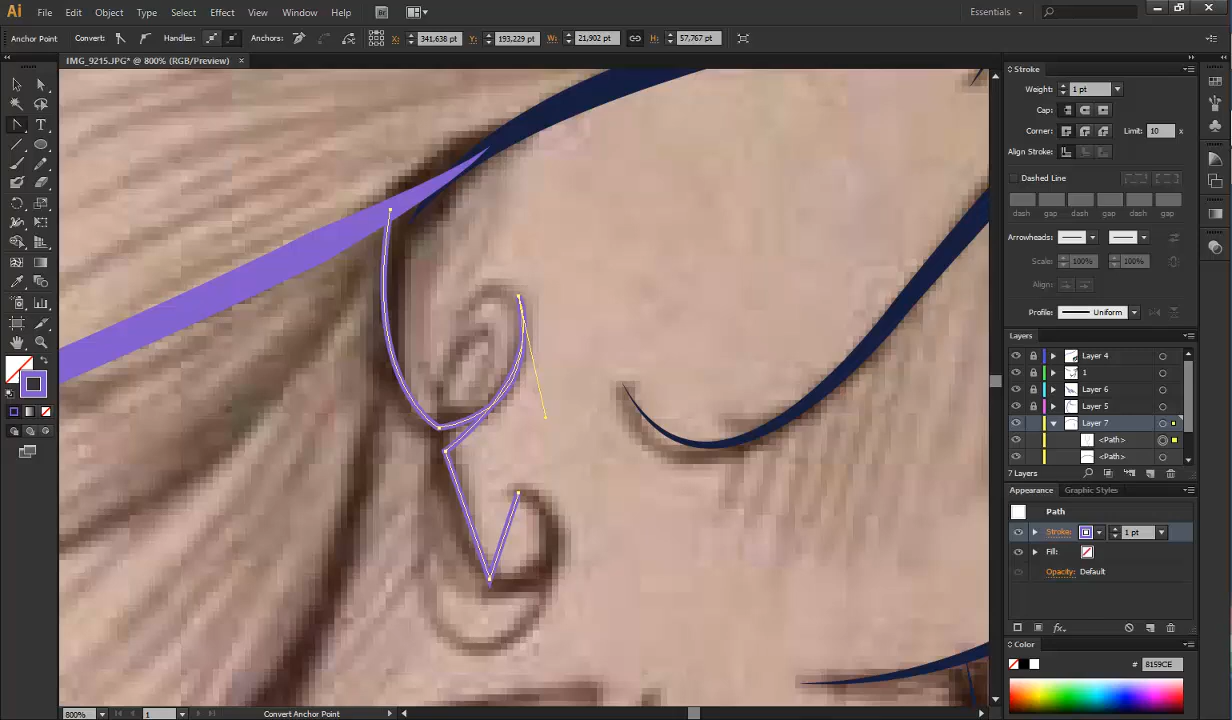 Ai File Edit Object Type Select Effect View Window Help Br Essentials
Anchor Point Convert: Handles: Anchors: X: 341,638 pt Y: 193,229 pt W: 21,902 pt H: 57,767 pt
IMG_9215.JPG* @ 800% (RGB/Preview) ×
Stroke
Weight: 1 pt
Cap:
Corner: Limit: 10 x
Align Stroke:
Dashed Line
dash gap dash gap dash gap
Arrowheads:
Scale: 100% 100%
Align:
Profile: Uniform
Layers
Layer 4
1
Layer 6
Layer 5
Layer 7
<Path>
<Path>
7 Layers
Appearance Graphic Styles
Path
Stroke: 1 pt
Fill:
Opacity: Default
fx
Color
# 8159CE
800% 1 Convert Anchor Point